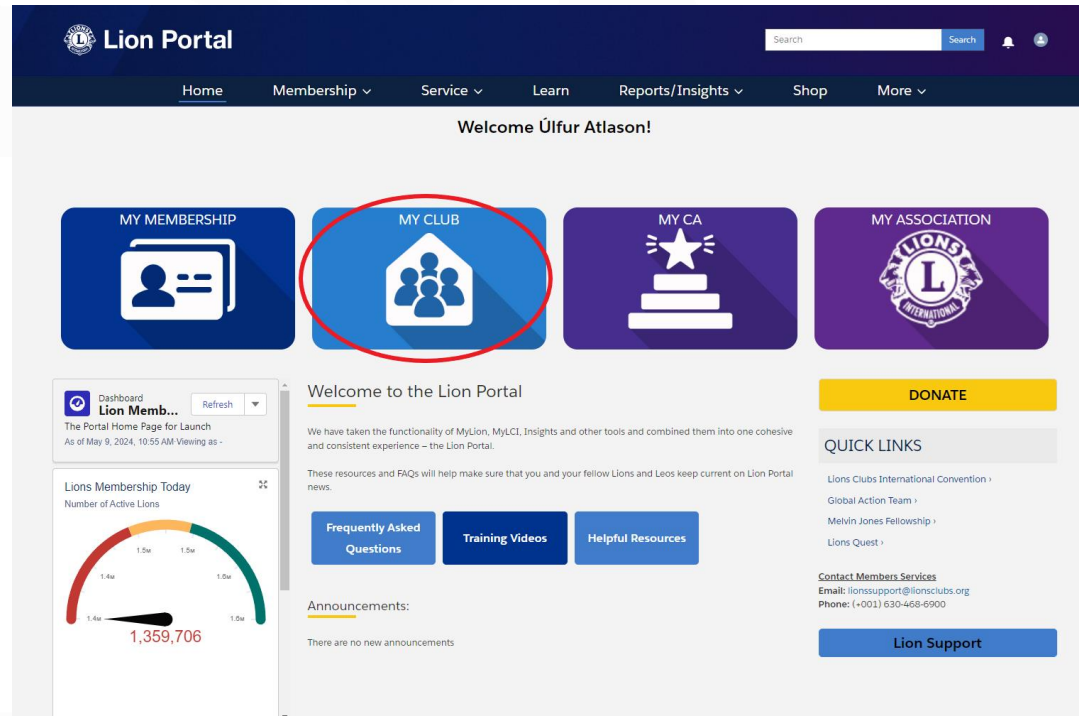 Lion Portal
Search
Search
Home
Membership
Service
Learn
Reports/Insights
Shop
More
Welcome Úlfur Atlason!
MY MEMBERSHIP
MY CLUB
MY CA
MY ASSOCIATION
LIONS
L
INTERNATIONAL
Dashboard
Lion Memb...
Refresh
The Portal Home Page for Launch
As of May 9, 2024, 10:55 AM Viewing as -
Lions Membership Today
Number of Active Lions
1.5M
1.5M
1.4M
1.6M
1.4M
1.6M
1,359,706
Welcome to the Lion Portal
We have taken the functionality of MyLion, MyLCI, Insights and other tools and combined them into one cohesive
and consistent experience – the Lion Portal.
These resources and FAQs will help make sure that you and your fellow Lions and Leos keep current on Lion Portal
news.
Frequently Asked
Questions
Training Videos
Helpful Resources
Announcements:
There are no new announcements
DONATE
QUICK LINKS
Lions Clubs International Convention ›
Global Action Team ›
Melvin Jones Fellowship ›
Lions Quest ›
Contact Members Services
Email: lionssupport@lionsclubs.org
Phone: (+001) 630-468-6900
Lion Support